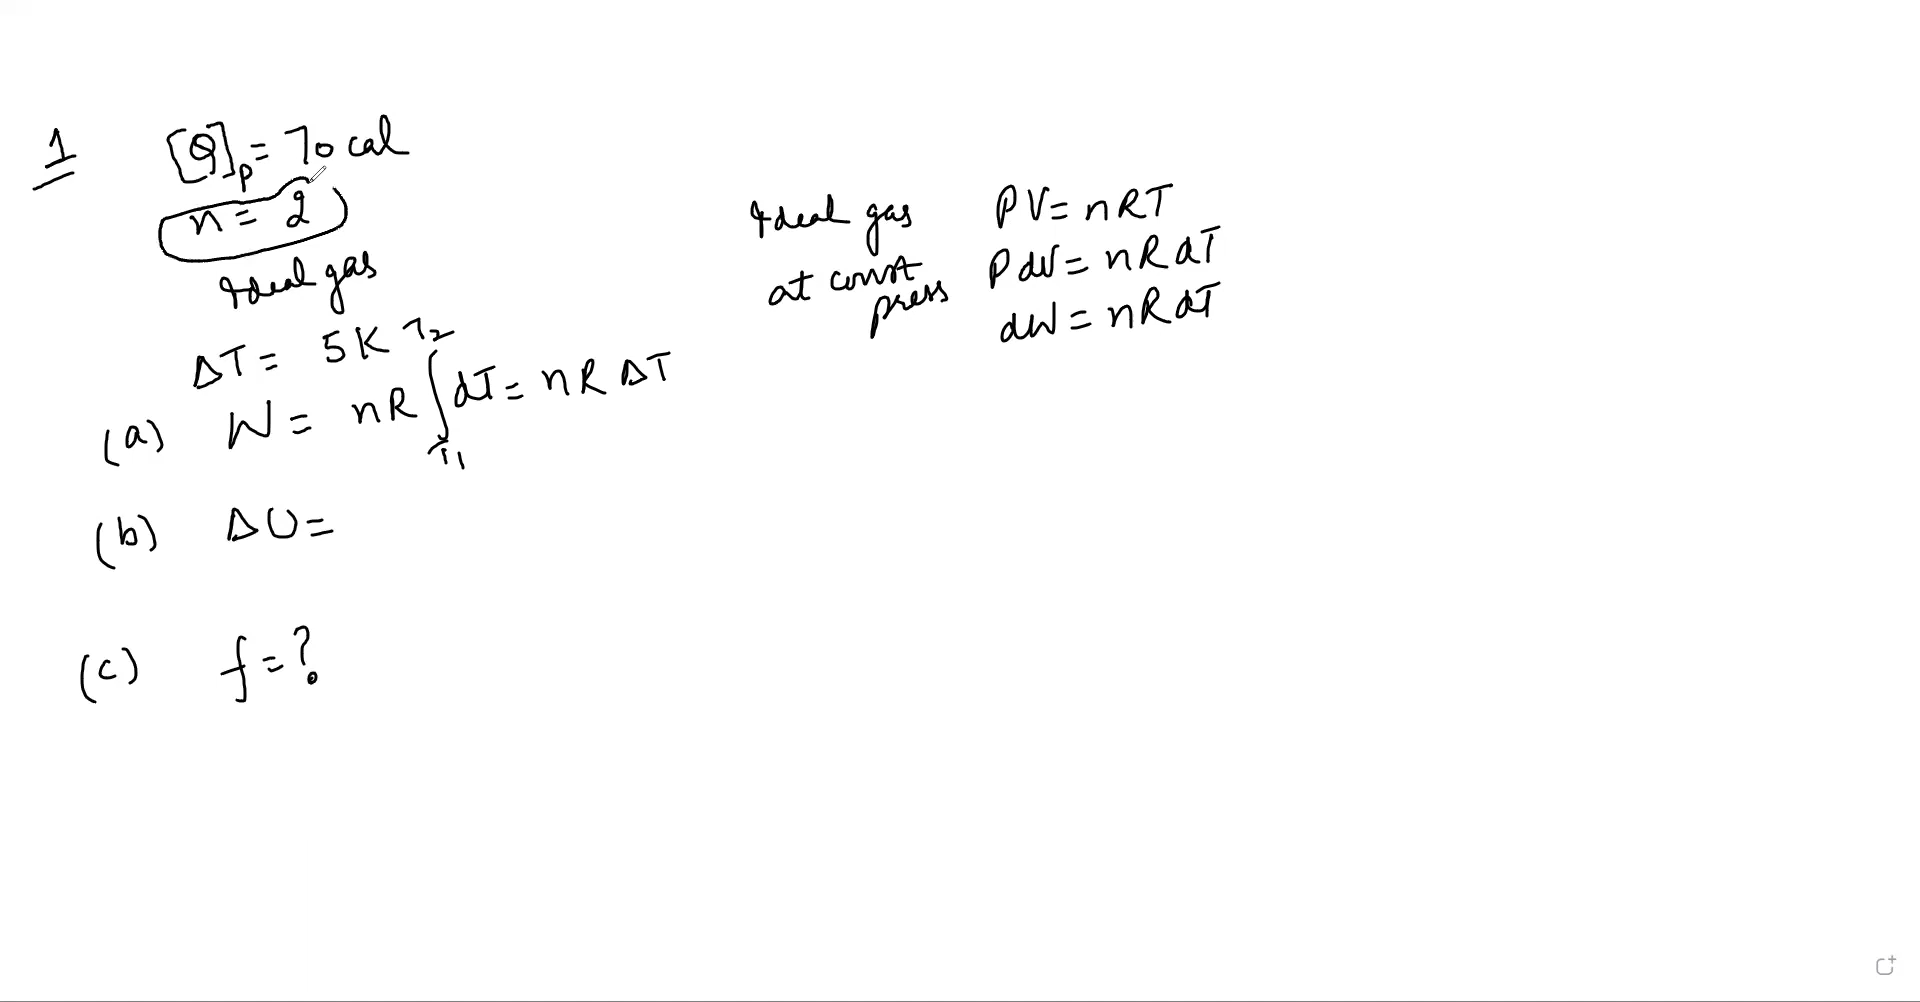 1
[Q]p = 70 cal
n = 2
Ideal gas
ΔT = 5K
(a) W = nR ∫_{T1}^{T2} dT = nRΔT
(b) ΔU =
(c) f = ?
Ideal gas PV = nRT
at const press PdV = nRdT
dW = nRdT